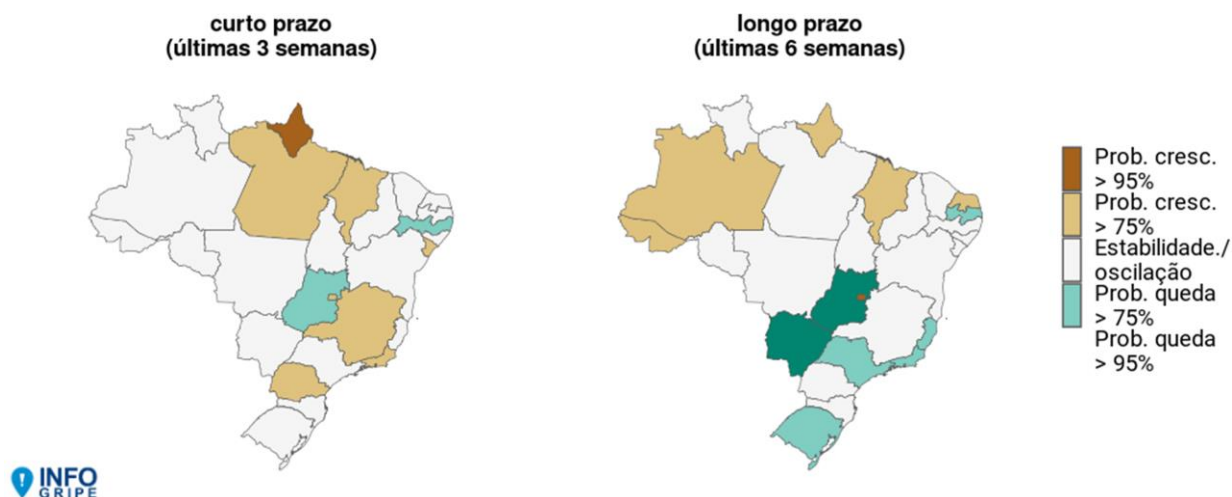 curto prazo
(últimas 3 semanas)
longo prazo
(últimas 6 semanas)
Prob. cresc.
> 95%
Prob. cresc.
> 75%
Estabilidade./
oscilação
Prob. queda
> 75%
Prob. queda
> 95%
INFO
GRIPE